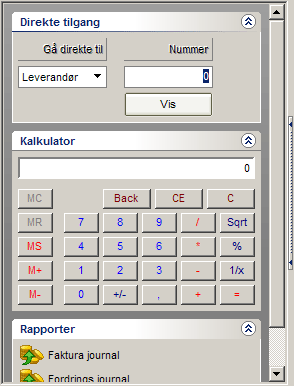 Direkte tilgang
Gå direkte til Nummer
Leverandør 0
Vis
Kalkulator
0
MC Back CE C
MR 7 8 9 / Sqrt
MS 4 5 6 * %
M+ 1 2 3 - 1/x
M- 0 +/- , + =
Rapporter
Faktura journal
Fordrings journal